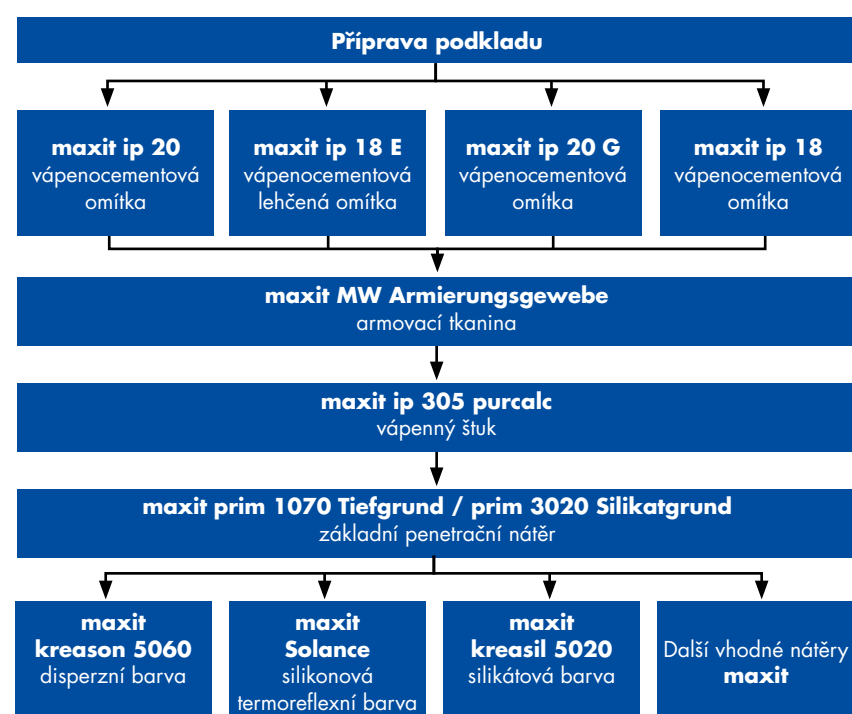 Příprava podkladu
maxit ip 20
vápenocementová
omítka
maxit ip 18 E
vápenocementová
lehčená omítka
maxit ip 20 G
vápenocementová
omítka
maxit ip 18
vápenocementová
omítka
maxit MW Armierungsgewebe
armovací tkanina
maxit ip 305 purcalc
vápenný štuk
maxit prim 1070 Tiefgrund / prim 3020 Silikatgrund
základní penetrační nátěr
maxit
kreason 5060
disperzní barva
maxit
Solance
silikonová
termoreflexní barva
maxit
kreasil 5020
silikátová barva
Další vhodné nátěry
maxit